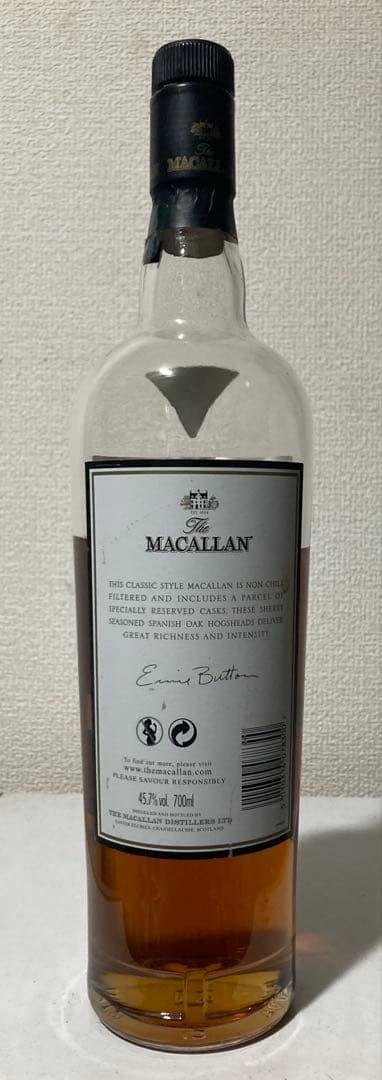 The
MACALL
EST. 1824
The
MACALLAN
THIS CLASSIC STYLE MACALLAN IS NON-CHILL
FILTERED AND INCLUDES A PARCEL OF
SPECIALLY RESERVED CASKS. THESE SHERRY
SEASONED SPANISH OAK HOGSHEADS DELIVER
GREAT RICHNESS AND INTENSITY
Ernie Button
To find out more, please visit
www.themacallan.com
PLEASE SAVOUR RESPONSIBLY
45.7% vol. 700ml
DISTILLED AND BOTTLED BY
THE MACALLAN DISTILLERS LTD
EASTER ELCHIES, CRAIGELLACHIE, SCOTLAND